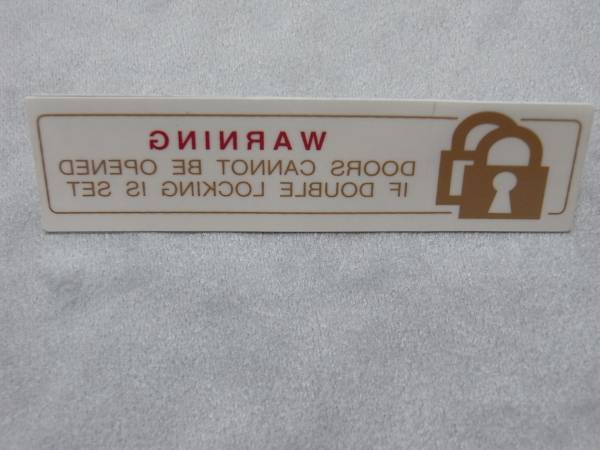 WARNING
DOORS CANNOT BE OPENED
IF DOUBLE LOCKING IS SET